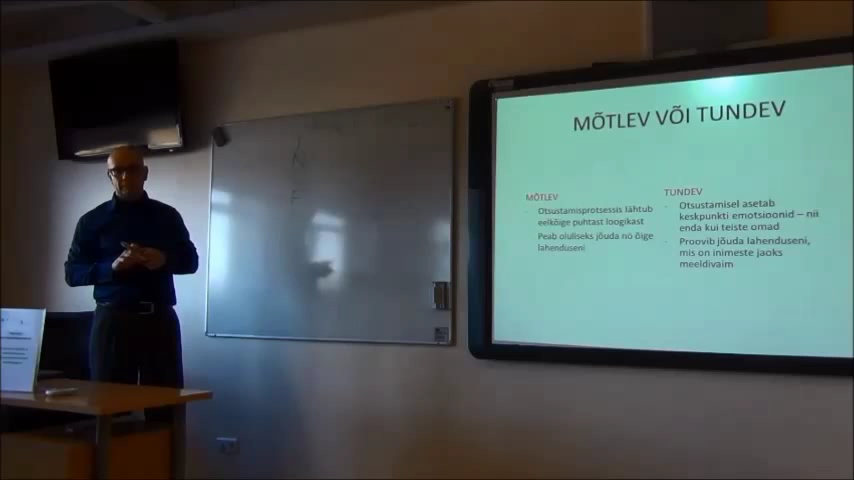 MÕTLEV VÕI TUNDEV
MÕTLEV
Otsustamisprotsessis lähtub
eelkõige puhtast loogikast
Peab oluliseks jõuda nö õige
lahenduseni
TUNDEV
Otsustamisel asetab
keskpunkti emotsioonid – nii
enda kui teiste omad
Proovib jõuda lahenduseni,
mis on inimeste jaoks
meeldivaim